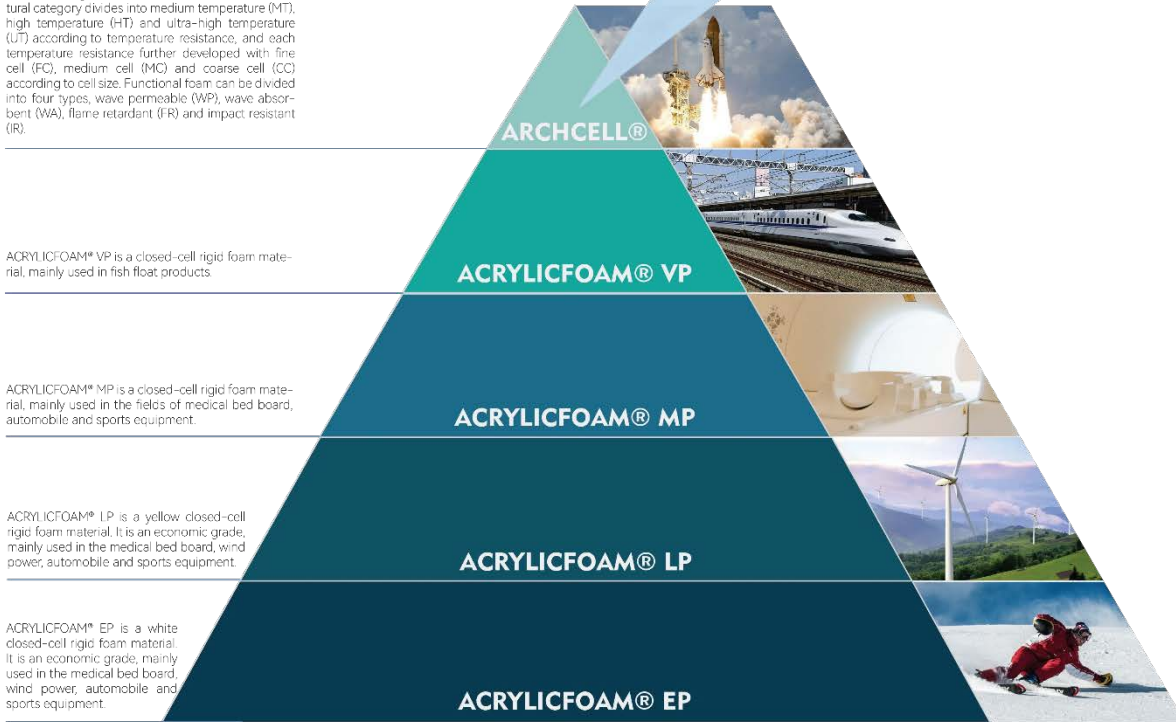 tural category divides into medium temperature (MT),
high temperature (HT) and ultra-high temperature
(UT) according to temperature resistance, and each
temperature resistance further developed with fine
cell (FC), medium cell (MC) and coarse cell (CC)
according to cell size. Functional foam can be divided
into four types, wave permeable (WP), wave absor-
bent (WA), flame retardant (FR) and impact resistant
(IR).
ARCHCELL®
ACRYLICFOAM® VP is a closed-cell rigid foam mate-
rial, mainly used in fish float products.
ACRYLICFOAM® VP
ACRYLICFOAM® MP is a closed-cell rigid foam mate-
rial, mainly used in the fields of medical bed board,
automobile and sports equipment.
ACRYLICFOAM® MP
ACRYLICFOAM® LP is a yellow closed-cell
rigid foam material. It is an economic grade,
mainly used in the medical bed board, wind
power, automobile and sports equipment.
ACRYLICFOAM® LP
ACRYLICFOAM® EP is a white
closed-cell rigid foam material.
It is an economic grade, mainly
used in the medical bed board,
wind power, automobile and
sports equipment.
ACRYLICFOAM® EP